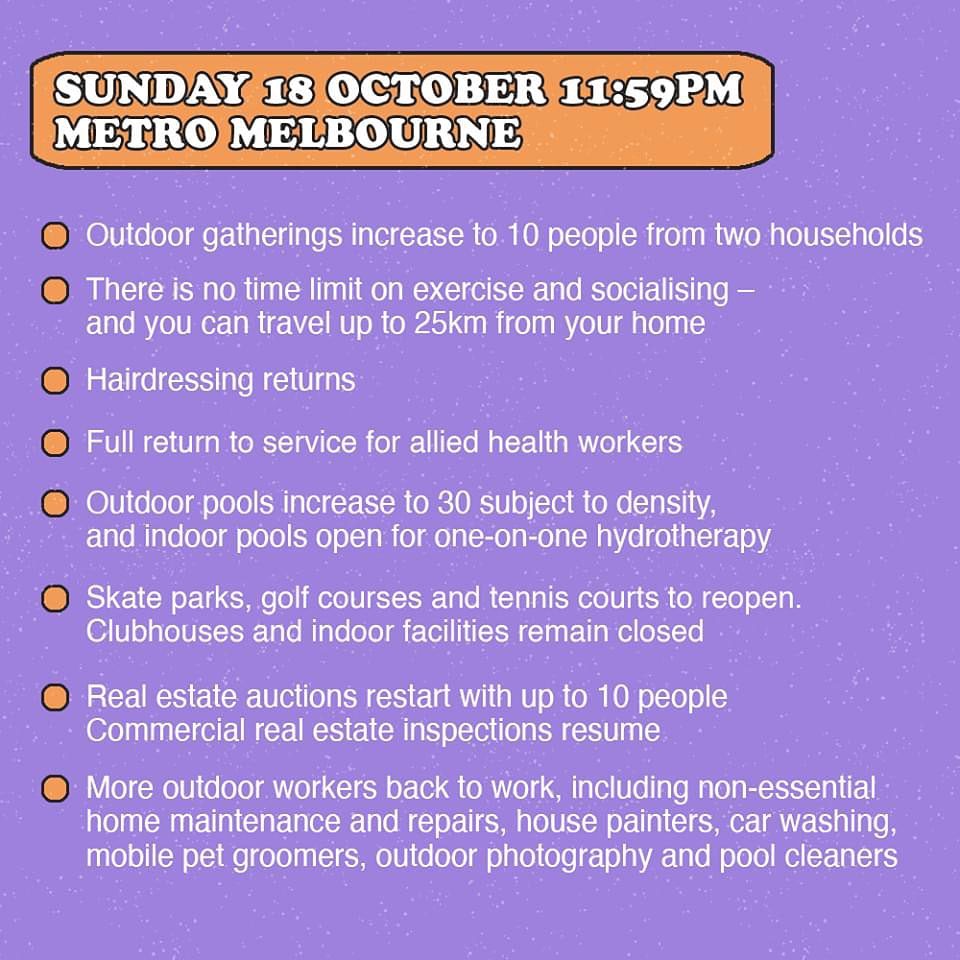 SUNDAY 18 OCTOBER 11:59PM
METRO MELBOURNE
Outdoor gatherings increase to 10 people from two households
There is no time limit on exercise and socialising –
and you can travel up to 25km from your home
Hairdressing returns
Full return to service for allied health workers
Outdoor pools increase to 30 subject to density,
and indoor pools open for one-on-one hydrotherapy
Skate parks, golf courses and tennis courts to reopen.
Clubhouses and indoor facilities remain closed
Real estate auctions restart with up to 10 people
Commercial real estate inspections resume
More outdoor workers back to work, including non-essential
home maintenance and repairs, house painters, car washing,
mobile pet groomers, outdoor photography and pool cleaners